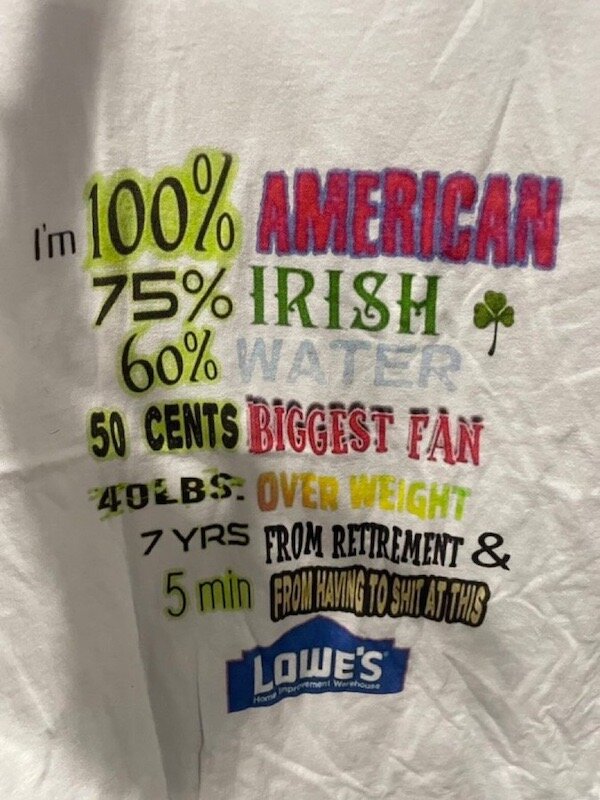 I'm 100% AMERICAN
75% IRISH
60% WATER
50 CENTS BIGGEST FAN
40LBS. OVER WEIGHT
7 YRS FROM RETIREMENT &
5 min FROM HAVING TO SHIT AT THIS
LOWE'S
Home Improvement Warehouse